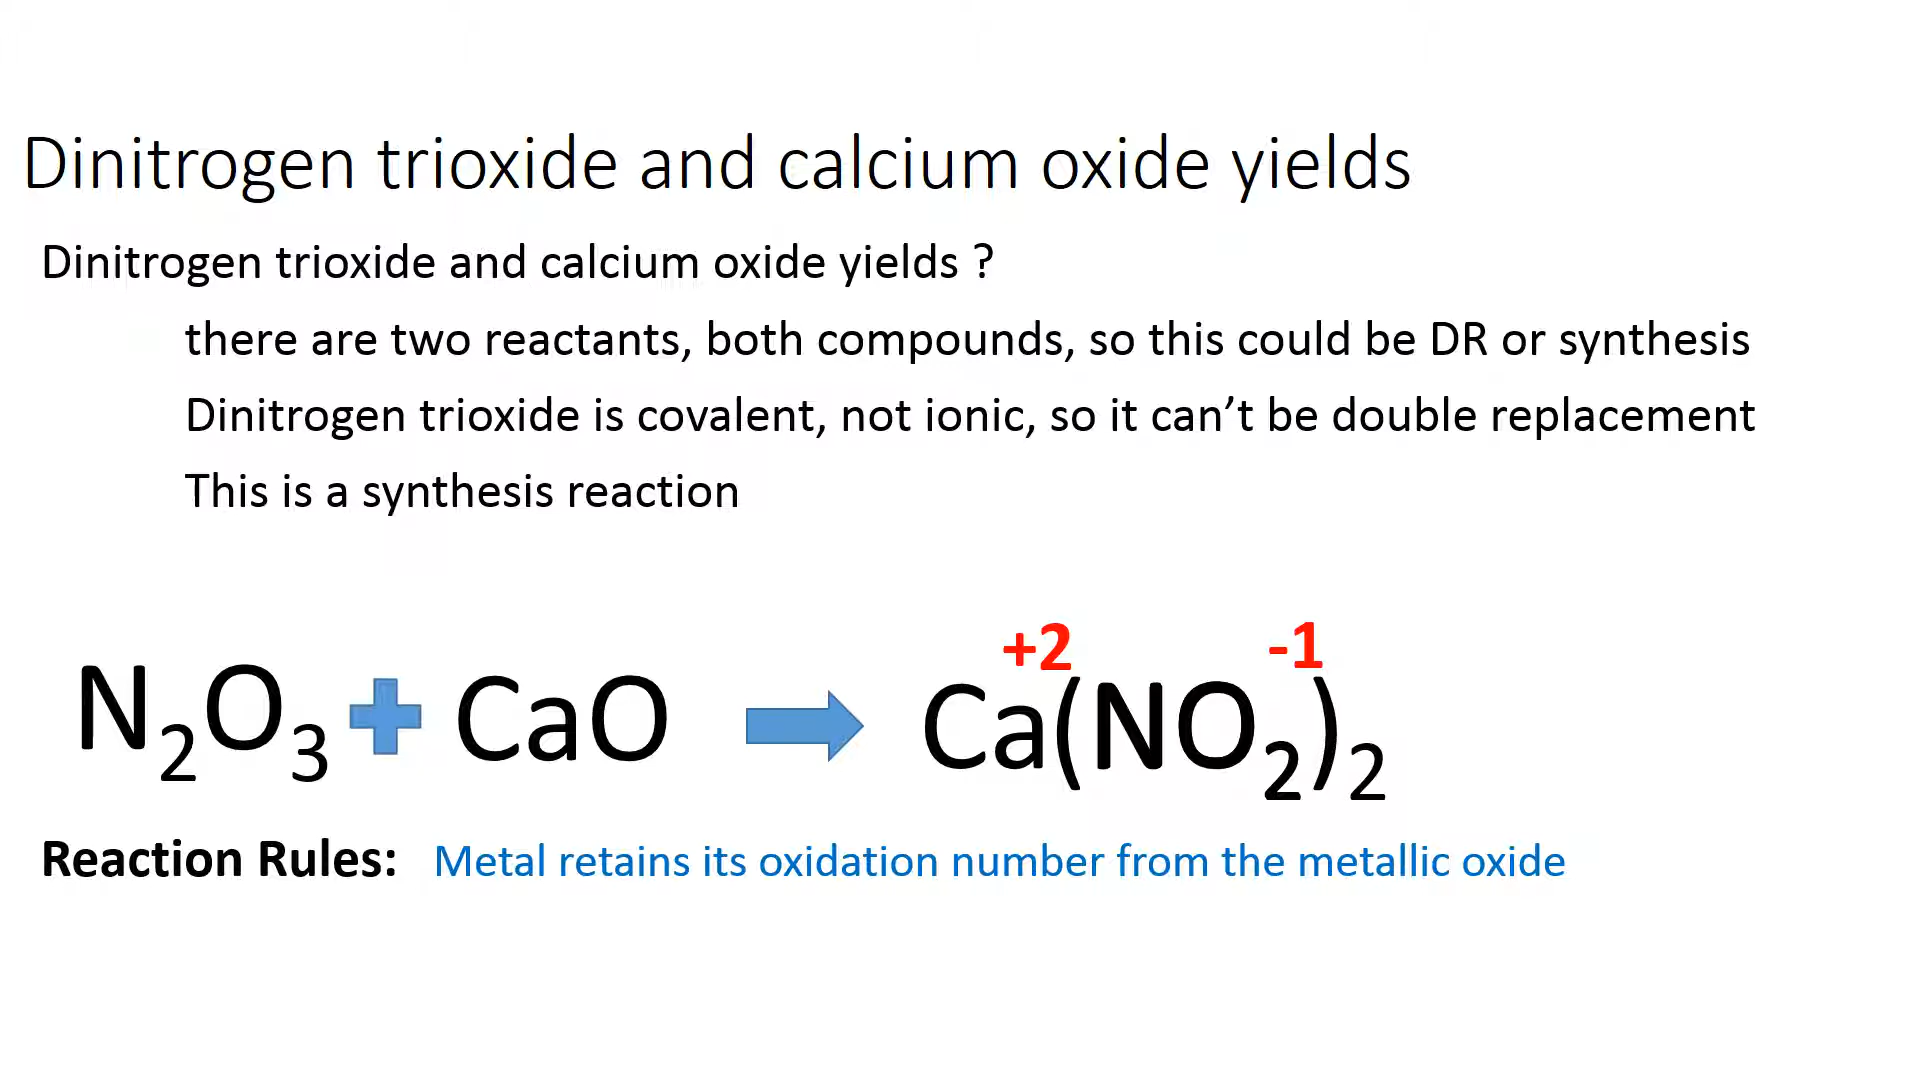 Dinitrogen trioxide and calcium oxide yields
Dinitrogen trioxide and calcium oxide yields ?
there are two reactants, both compounds, so this could be DR or synthesis
Dinitrogen trioxide is covalent, not ionic, so it can’t be double replacement
This is a synthesis reaction
+2 -1
N₂O₃ + CaO → Ca(NO₂)₂
Reaction Rules: Metal retains its oxidation number from the metallic oxide